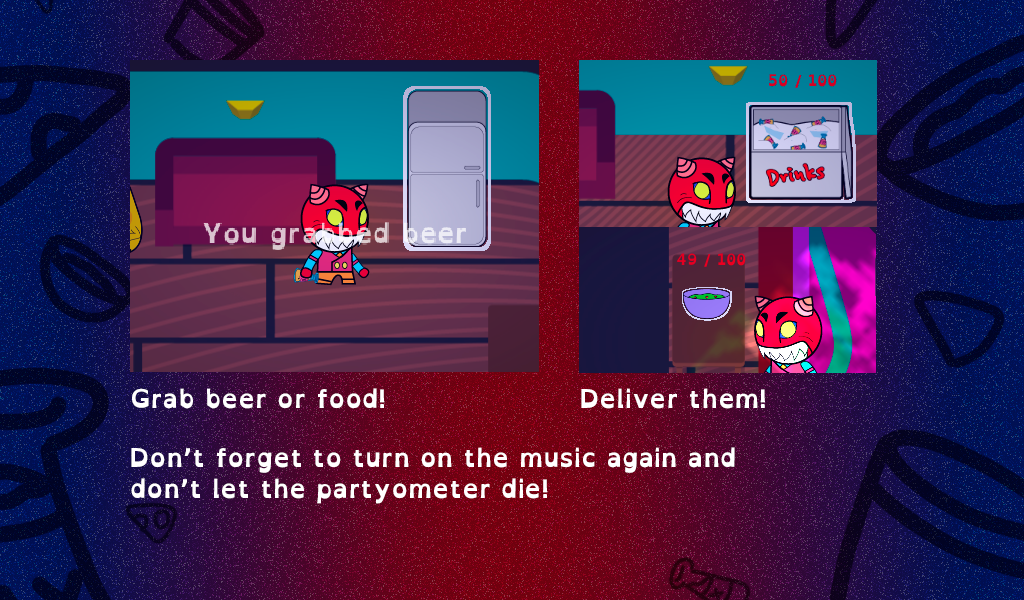 You grabbed beer
50 / 100
Drinks
49 / 100
Grab beer or food!
Deliver them!
Don't forget to turn on the music again and
don't let the partyometer die!